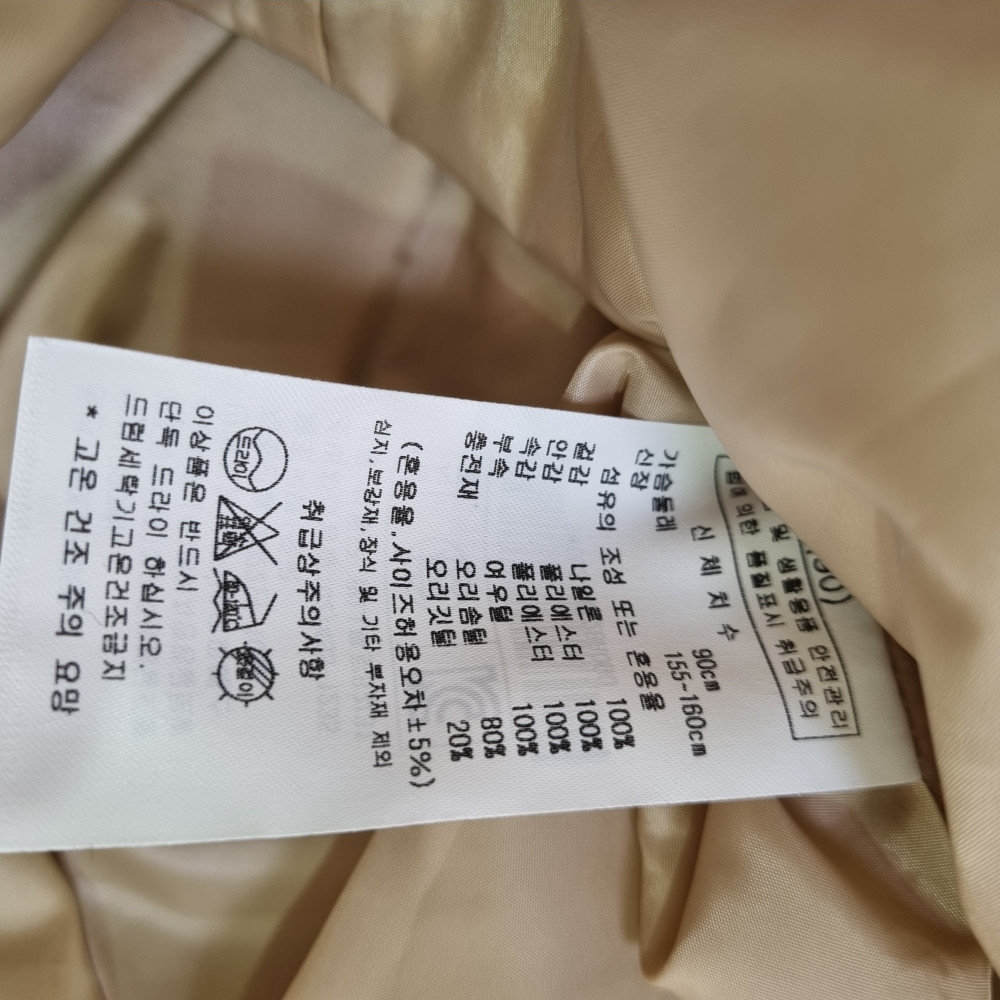 90)
및 생활용품 안전관리
의한 품질표시 취급주의
신 체 치 수
가슴둘레 90cm
신장 155~160cm
섬유의 조성 또는 혼용율
겉감 나일론 100%
안감 폴리에스터 100%
속감 폴리에스터 100%
부속 여우털 100%
충전재 오리솜털 80%
오리깃털 20%
(혼용율,사이즈허용오차±5%)
심지,보강재,장식 및 기타 부자재 제외
취급상주의사항
드라이
이상품은 반드시
단독 드라이 하십시오.
드럼세탁기고온건조금지
* 고온 건조 주의 요망